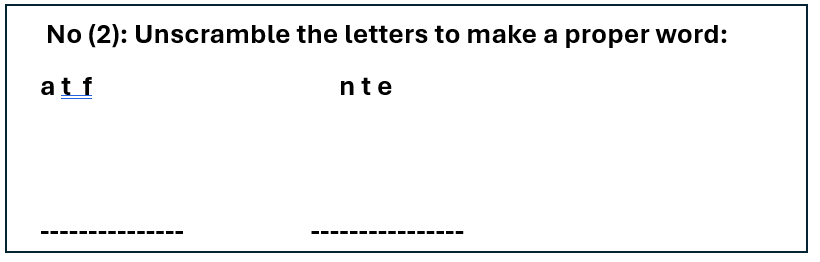 No (2): Unscramble the letters to make a proper word:
a t f n t e
--------------- ----------------